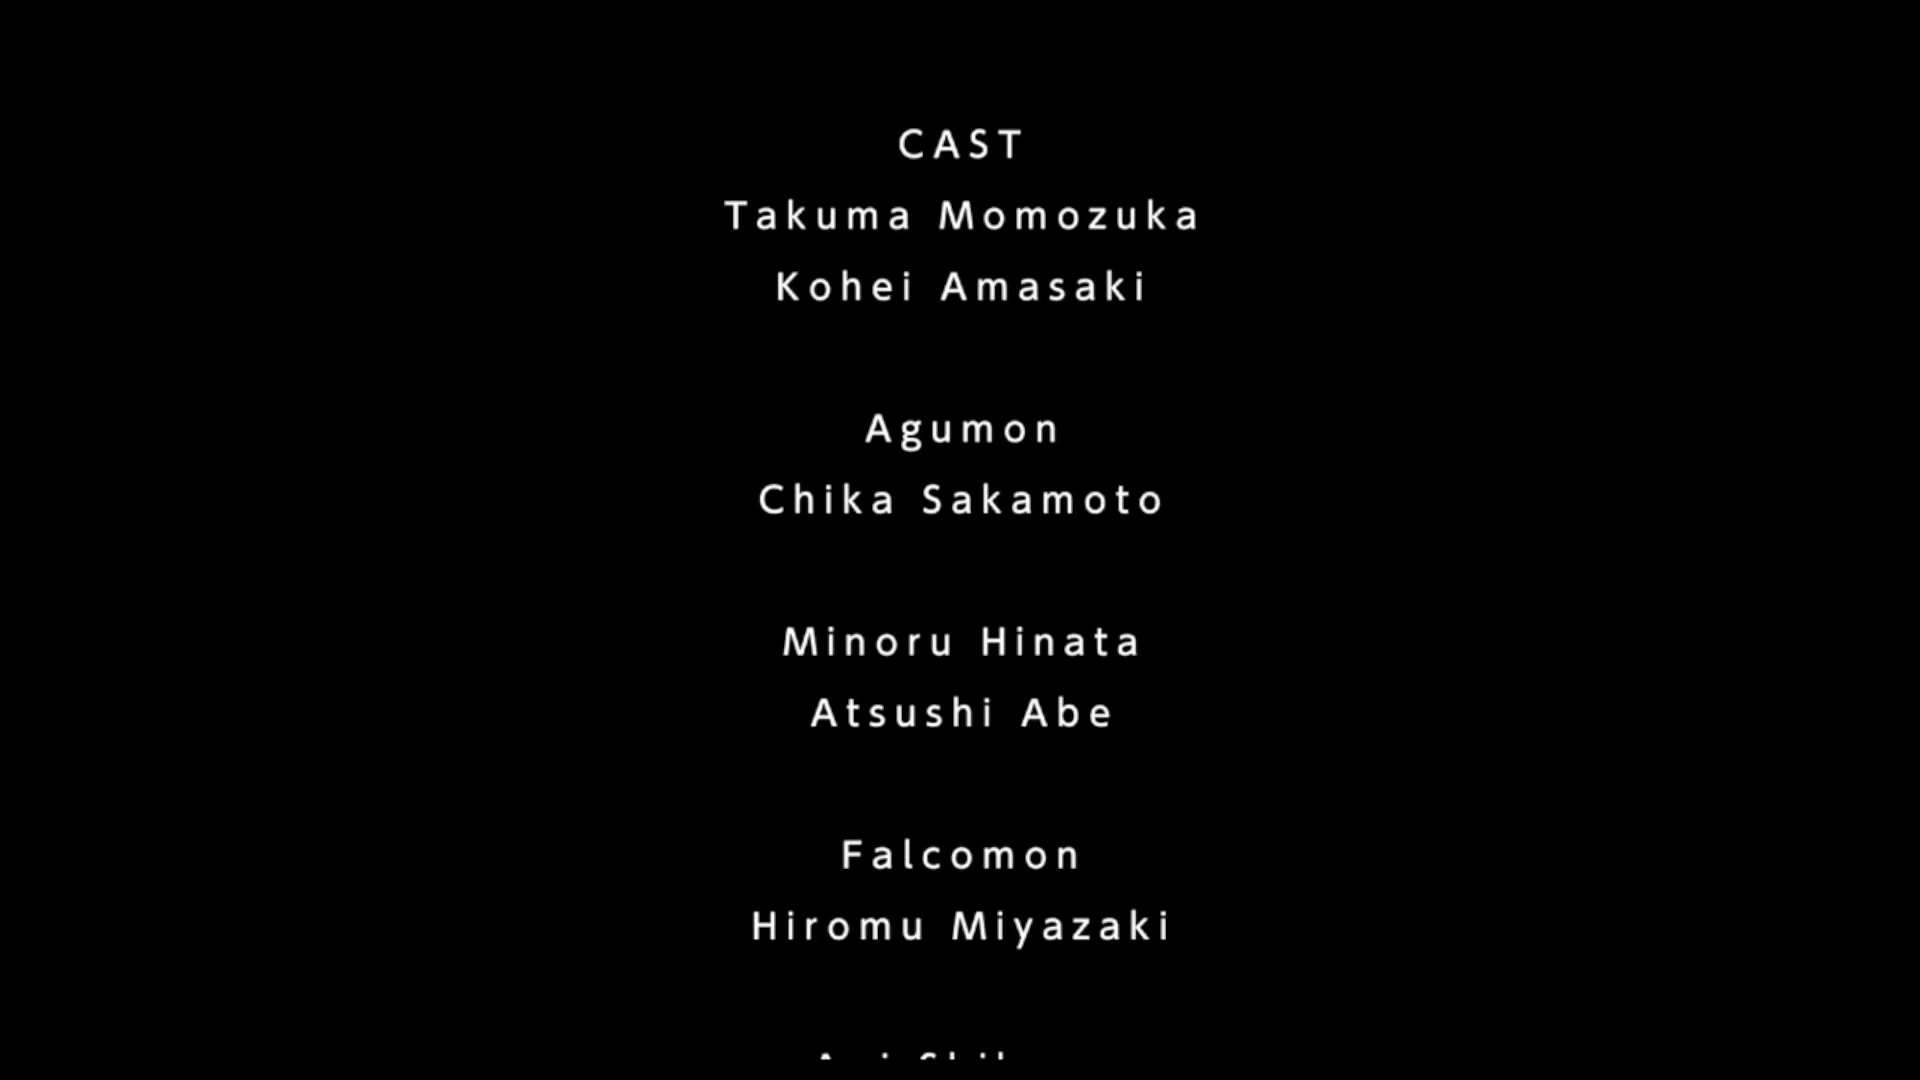 CAST
Takuma Momozuka
Kohei Amasaki
Agumon
Chika Sakamoto
Minoru Hinata
Atsushi Abe
Falcomon
Hiromu Miyazaki